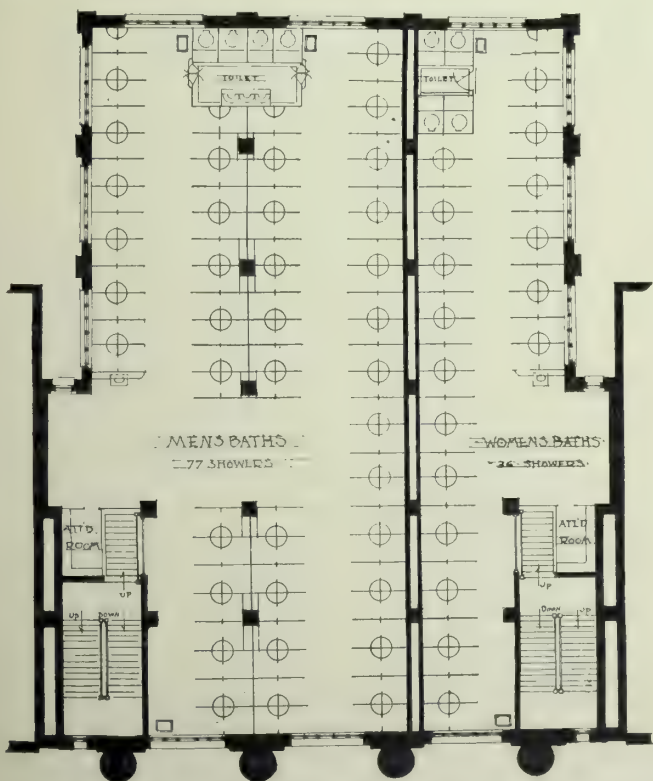 TOILET
TOILET
MENS BATHS
77 SHOWERS
WOMENS BATHS
26 SHOWERS
ATT'D.
ROOM
ATT'D
ROOM
UP
UP
UP
DOWN
DOWN
UP